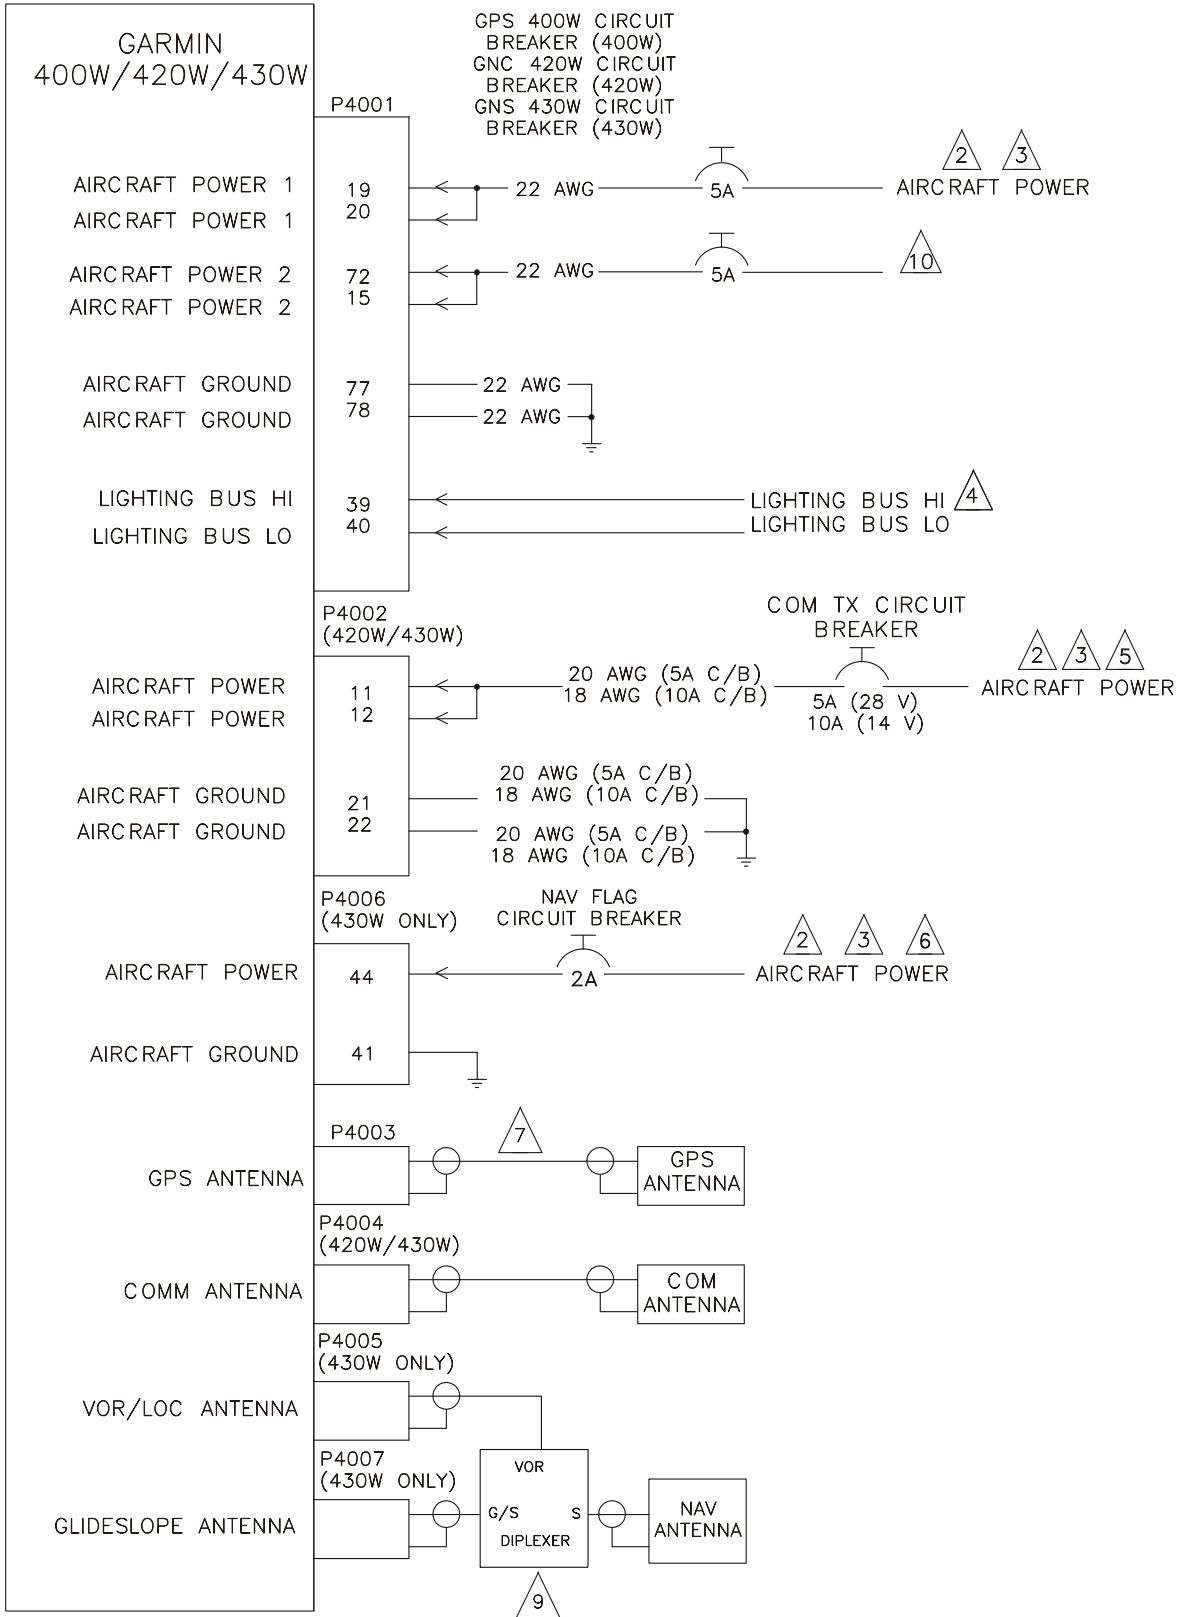 GARMIN
400W/420W/430W
GPS 400W CIRCUIT
BREAKER (400W)
GNC 420W CIRCUIT
BREAKER (420W)
GNS 430W CIRCUIT
BREAKER (430W)
P4001
2
3
AIRCRAFT POWER 1
19
22 AWG
5A
AIRCRAFT POWER
AIRCRAFT POWER 1
20
AIRCRAFT POWER 2
72
22 AWG
5A
10
AIRCRAFT POWER 2
15
AIRCRAFT GROUND
77
22 AWG
AIRCRAFT GROUND
78
22 AWG
LIGHTING BUS HI
39
LIGHTING BUS HI
4
LIGHTING BUS LO
40
LIGHTING BUS LO
P4002
(420W/430W)
COM TX CIRCUIT
BREAKER
2
3
5
AIRCRAFT POWER
11
20 AWG (5A C/B)
18 AWG (10A C/B)
AIRCRAFT POWER
AIRCRAFT POWER
12
5A (28 V)
10A (14 V)
AIRCRAFT GROUND
21
20 AWG (5A C/B)
18 AWG (10A C/B)
AIRCRAFT GROUND
22
20 AWG (5A C/B)
18 AWG (10A C/B)
P4006
(430W ONLY)
NAV FLAG
CIRCUIT BREAKER
2
3
6
AIRCRAFT POWER
44
2A
AIRCRAFT POWER
AIRCRAFT GROUND
41
P4003
7
GPS ANTENNA
GPS
ANTENNA
P4004
(420W/430W)
COMM ANTENNA
COM
ANTENNA
P4005
(430W ONLY)
VOR/LOC ANTENNA
P4007
(430W ONLY)
VOR
GLIDESLOPE ANTENNA
G/S
S
DIPLEXER
NAV
ANTENNA
9